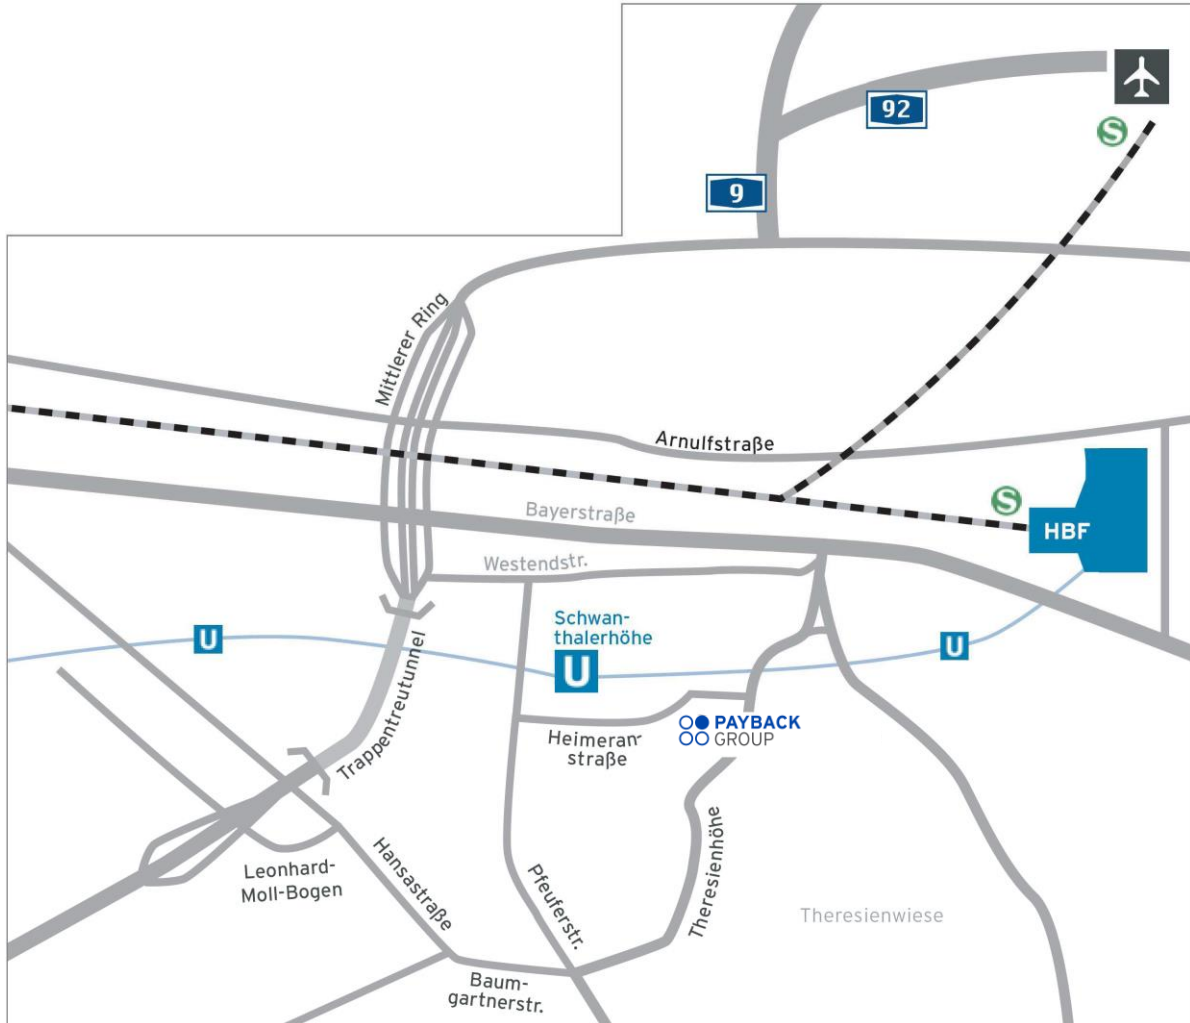 92
S
9
Mittlerer Ring
Arnulfstraße
S
Bayerstraße
HBF
Westendstr.
Schwan-
thalerhöhe
U
U
U
Trappentreutunnel
PAYBACK
GROUP
Heimeran-
straße
Theresienhöhe
Leonhard-
Moll-Bogen
Hansastraße
Pfeuferstr.
Theresienwiese
Baum-
gartnerstr.